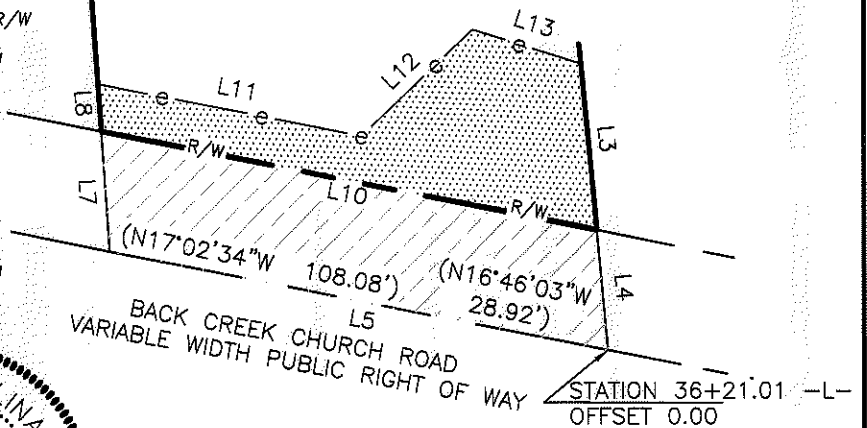 R/W
L13
L12
e
e
L11
e
e
e
L8
L3
R/W
L10
L7
R/W
L4
(N17°02'34"W 108.08')
(N16°46'03"W
28.92')
L5
BACK CREEK CHURCH ROAD
VARIABLE WIDTH PUBLIC RIGHT OF WAY
STATION 36+21.01 -L-
OFFSET 0.00
LINA